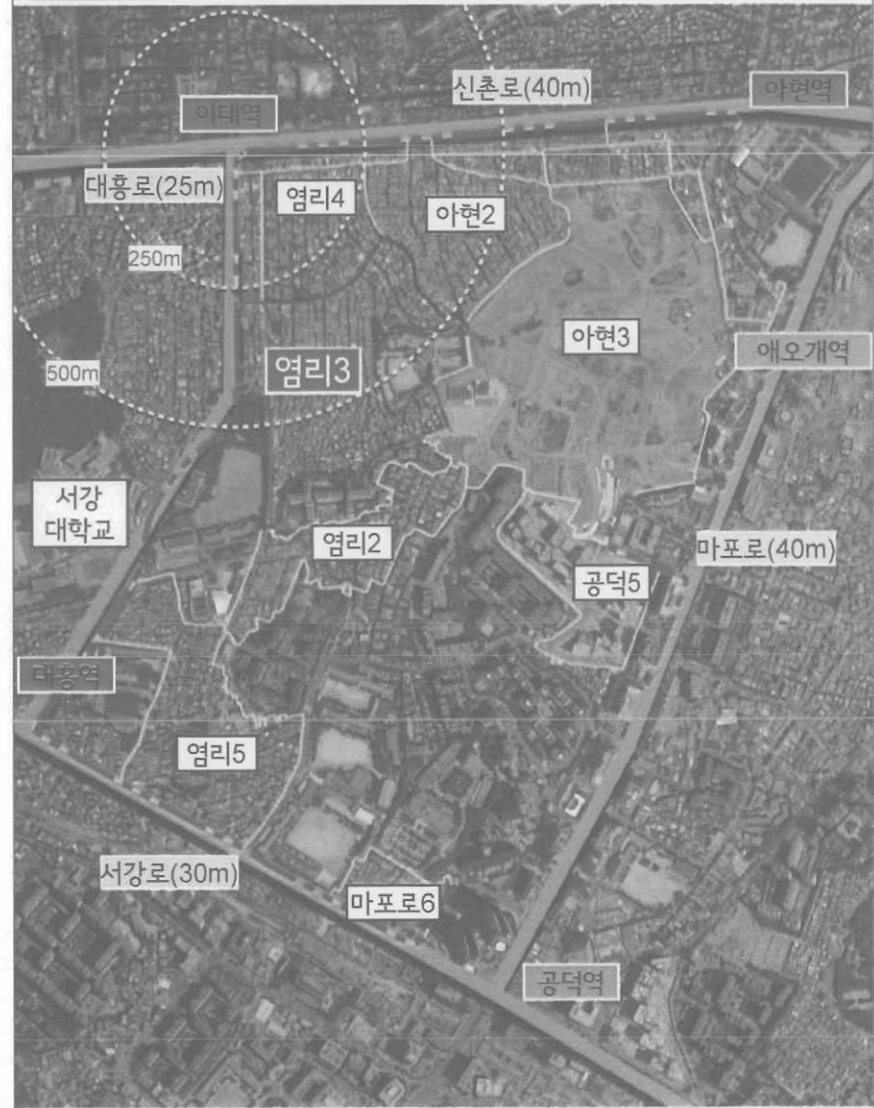 신촌로(40m)
이대역
아현역
대흥로(25m)
염리4
아현2
250m
아현3
애오개역
염리3
500m
서강
대학교
염리2
마포로(40m)
공덕5
대흥역
염리5
서강로(30m)
마포로6
공덕역